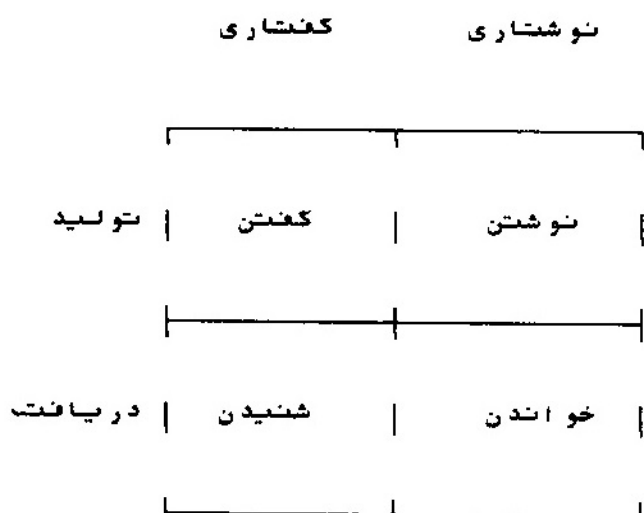 نوشتاری گفتاری
نوشتن گفتن تولید
خواندن شنیدن دریافت